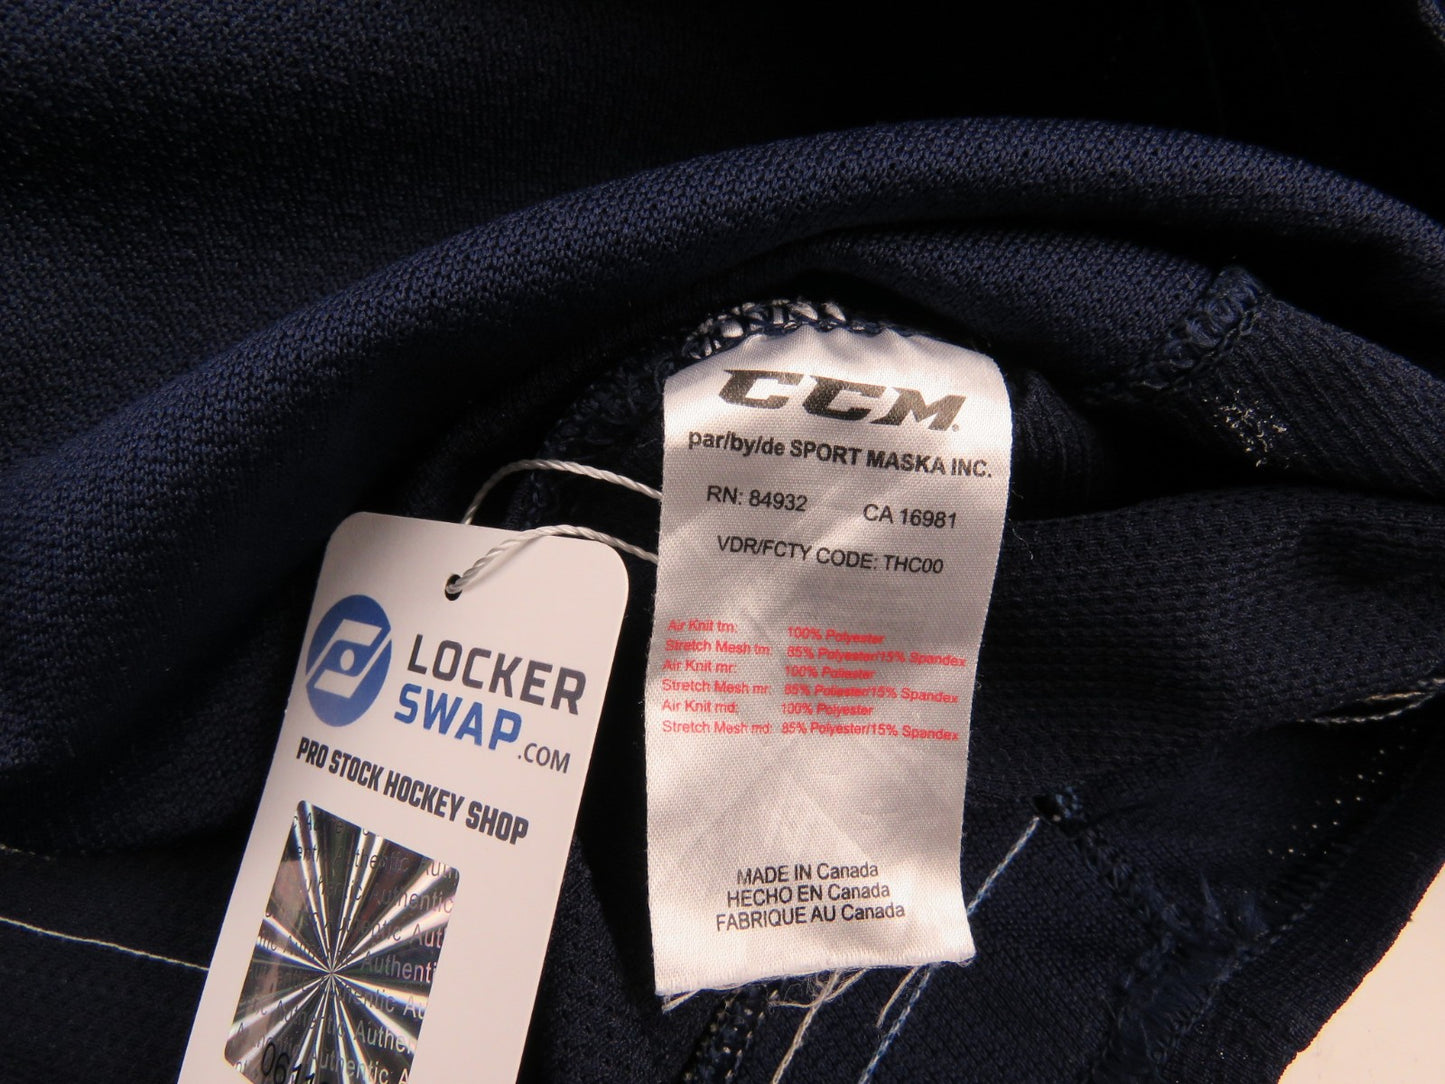 CCM
par/by/de SPORT MASKA INC.
RN: 84932 CA 16981
VDR/FCTY CODE: THC00
Air Knit tm: 100% Polyester
Stretch Mesh tm: 85% Polyester/15% Spandex
Air Knit mr: 100% Poliester
Stretch Mesh mr: 85% Poliester/15% Spandex
Air Knit md: 100% Polyester
Stretch Mesh md: 85% Polyester/15% Spandex
MADE IN Canada
HECHO EN Canada
FABRIQUE AU Canada
LOCKER
SWAP.COM
PRO STOCK HOCKEY SHOP
Authentic